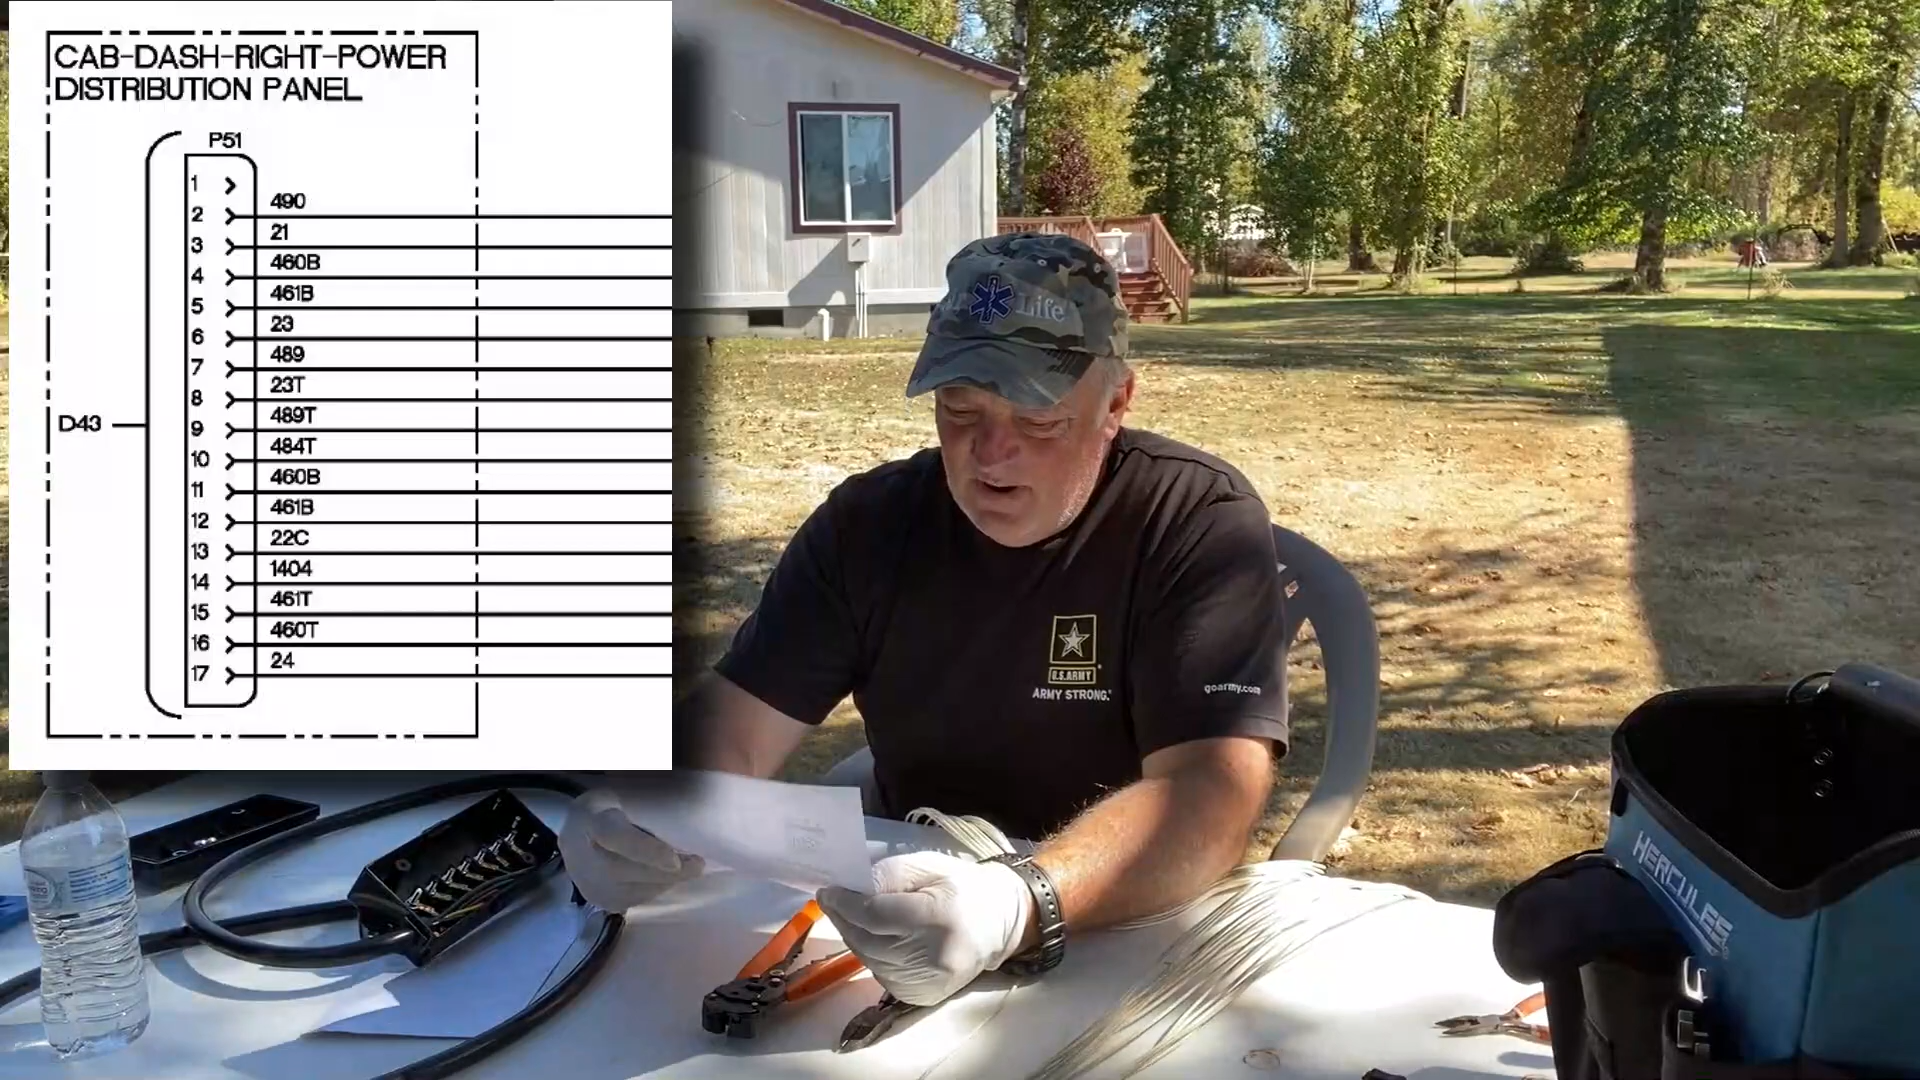 CAB-DASH-RIGHT-POWER
DISTRIBUTION PANEL
P51
1
490
2
21
3
460B
4
461B
5
23
6
489
7
23T
8
489T
D43
9
484T
10
460B
11
461B
12
22C
13
1404
14
461T
15
460T
16
24
17
Life
U.S.ARMY
ARMY STRONG.
goarmy.com
HERCULES